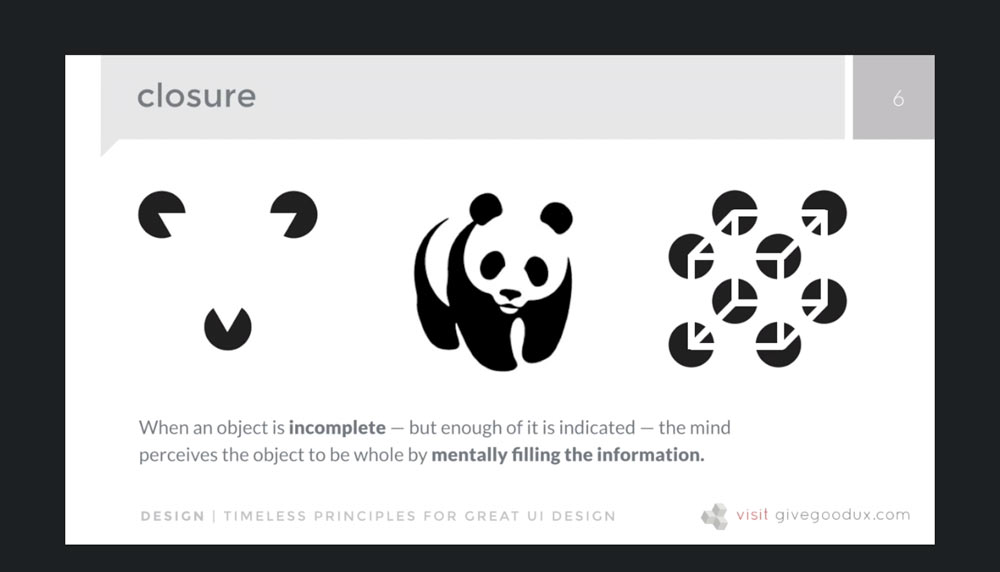 closure
6
When an object is incomplete — but enough of it is indicated — the mind
perceives the object to be whole by mentally filling the information.
DESIGN | TIMELESS PRINCIPLES FOR GREAT UI DESIGN
visit givegoodux.com